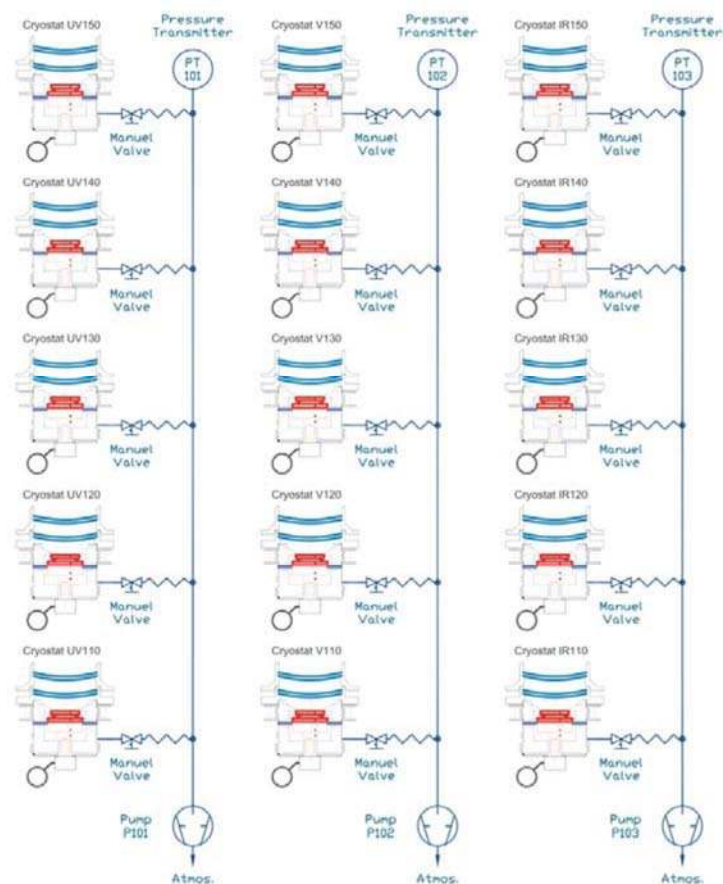 Cryostat UV150
Pressure
Transmitter
PT
101
Manuel
Valve
Cryostat UV140
Manuel
Valve
Cryostat UV130
Manuel
Valve
Cryostat UV120
Manuel
Valve
Cryostat UV110
Manuel
Valve
Pump
P101
Atmos.
Cryostat V150
Pressure
Transmitter
PT
102
Manuel
Valve
Cryostat V140
Manuel
Valve
Cryostat V130
Manuel
Valve
Cryostat V120
Manuel
Valve
Cryostat V110
Manuel
Valve
Pump
P102
Atmos.
Cryostat IR150
Pressure
Transmitter
PT
103
Manuel
Valve
Cryostat IR140
Manuel
Valve
Cryostat IR130
Manuel
Valve
Cryostat IR120
Manuel
Valve
Cryostat IR110
Manuel
Valve
Pump
P103
Atmos.